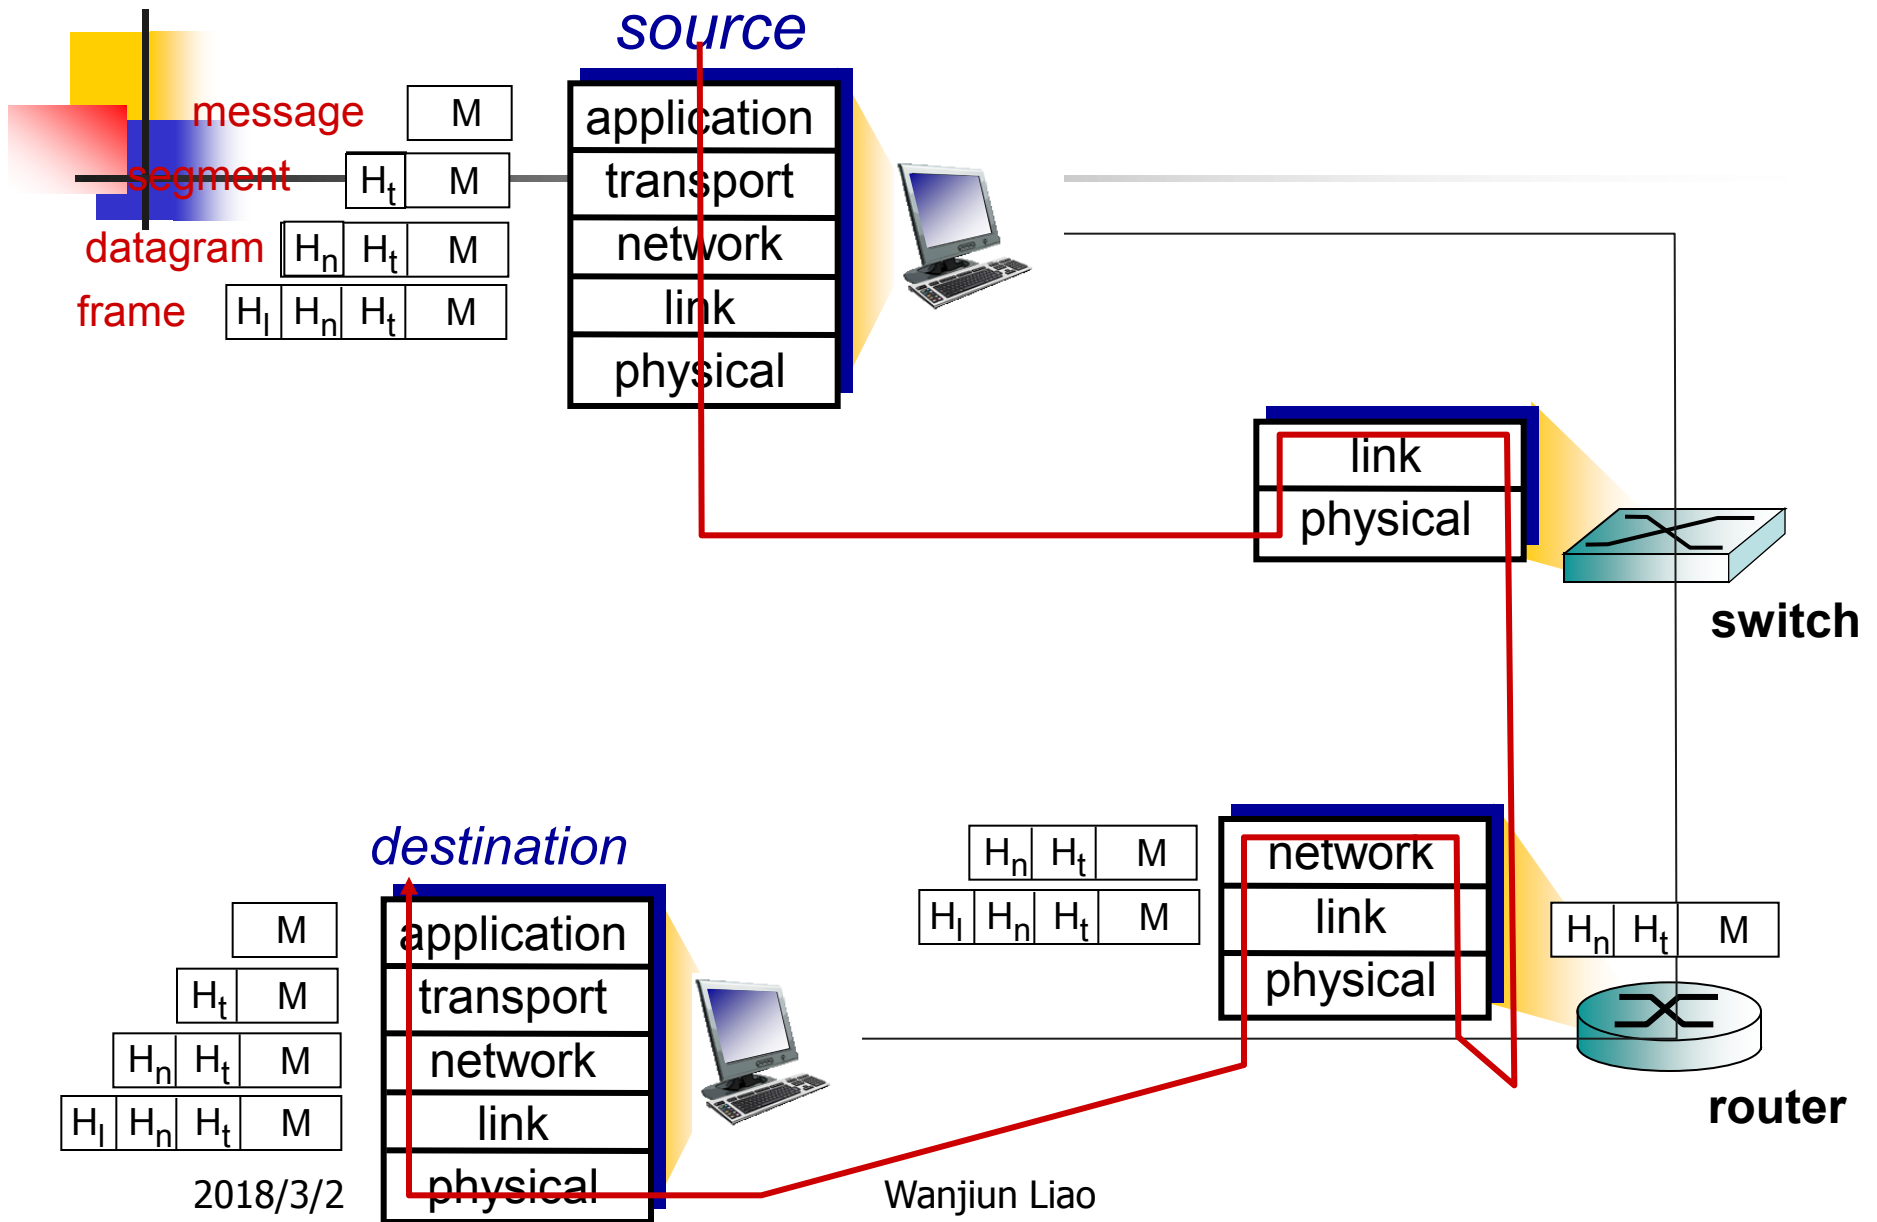 source
message M
application
segment Ht M
transport
datagram Hn Ht M
network
frame Hl Hn Ht M
link
physical
link
physical
switch
destination
Hn Ht M
network
Hl Hn Ht M
link
Hn Ht M
physical
router
M
application
Ht M
transport
Hn Ht M
network
Hl Hn Ht M
link
physical
2018/3/2
Wanjiun Liao